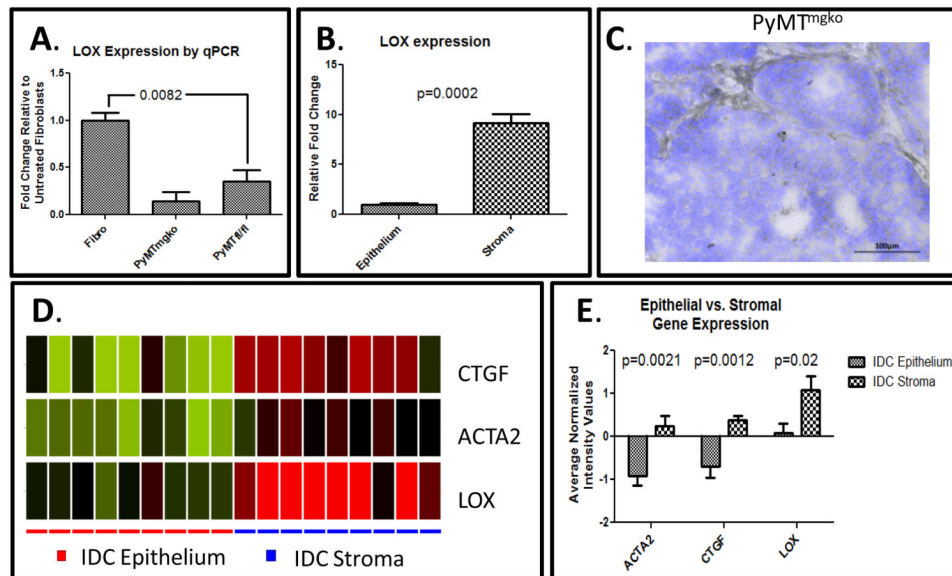 A.
LOX Expression by qPCR
Fold Change Relative to
Untreated Fibroblasts
1.5
1.0
0.5
0.0
0.0082
Fibro
PyMTmgko
PyMTfl/fl
B.
LOX expression
Relative Fold Change
15
10
5
0
p=0.0002
Epithelium
Stroma
C.
PyMTmgko
100µm
D.
CTGF
ACTA2
LOX
IDC Epithelium
IDC Stroma
E.
Epithelial vs. Stromal
Gene Expression
Average Normalized
Intensity Values
2
1
0
-1
-2
p=0.0021 p=0.0012 p=0.02
IDC Epithelium
IDC Stroma
ACTA2
CTGF
LOX